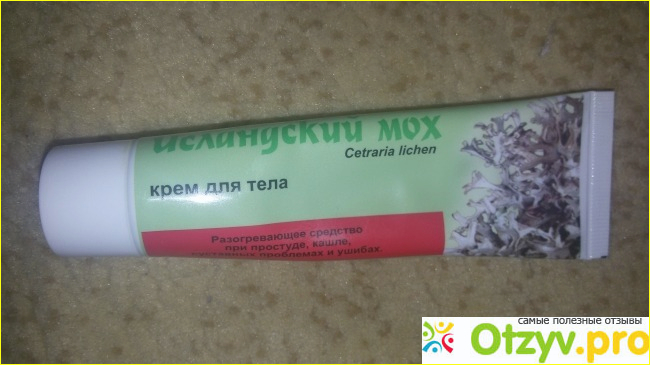 исландский мох
Cetraria lichen
крем для тела
Разогревающее средство
при простуде, кашле,
суставных проблемах и ушибах.
самые полезные отзывы
Otzyv.pro